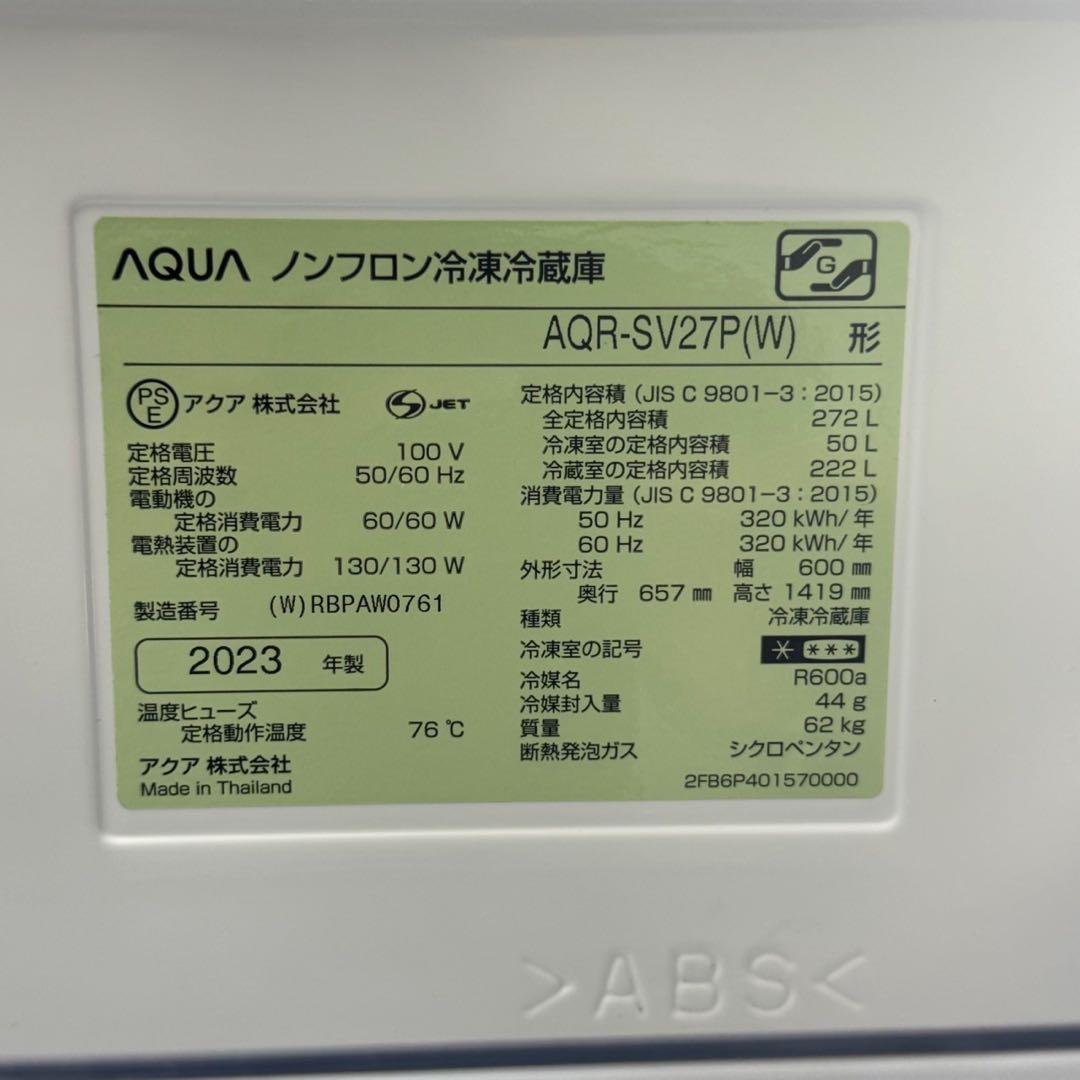 AQUA ノンフロン冷凍冷蔵庫
G
AQR-SV27P(W) 形
PS
E
アクア 株式会社
S JET
定格電圧 100 V
定格周波数 50/60 Hz
電動機の
定格消費電力 60/60 W
電熱装置の
定格消費電力 130/130 W
製造番号 (W)RBPAW0761
2023 年製
温度ヒューズ
定格動作温度 76 ℃
アクア 株式会社
Made in Thailand
定格内容積 (JIS C 9801-3:2015)
全定格内容積 272 L
冷凍室の定格内容積 50 L
冷蔵室の定格内容積 222 L
消費電力量 (JIS C 9801-3:2015)
50 Hz 320 kWh/年
60 Hz 320 kWh/年
外形寸法 幅 600 ㎜
奥行 657 ㎜ 高さ 1419 ㎜
種類 冷凍冷蔵庫
冷凍室の記号 * ***
冷媒名 R600a
冷媒封入量 44 g
質量 62 kg
断熱発泡ガス シクロペンタン
2FB6P401570000
>ABS<